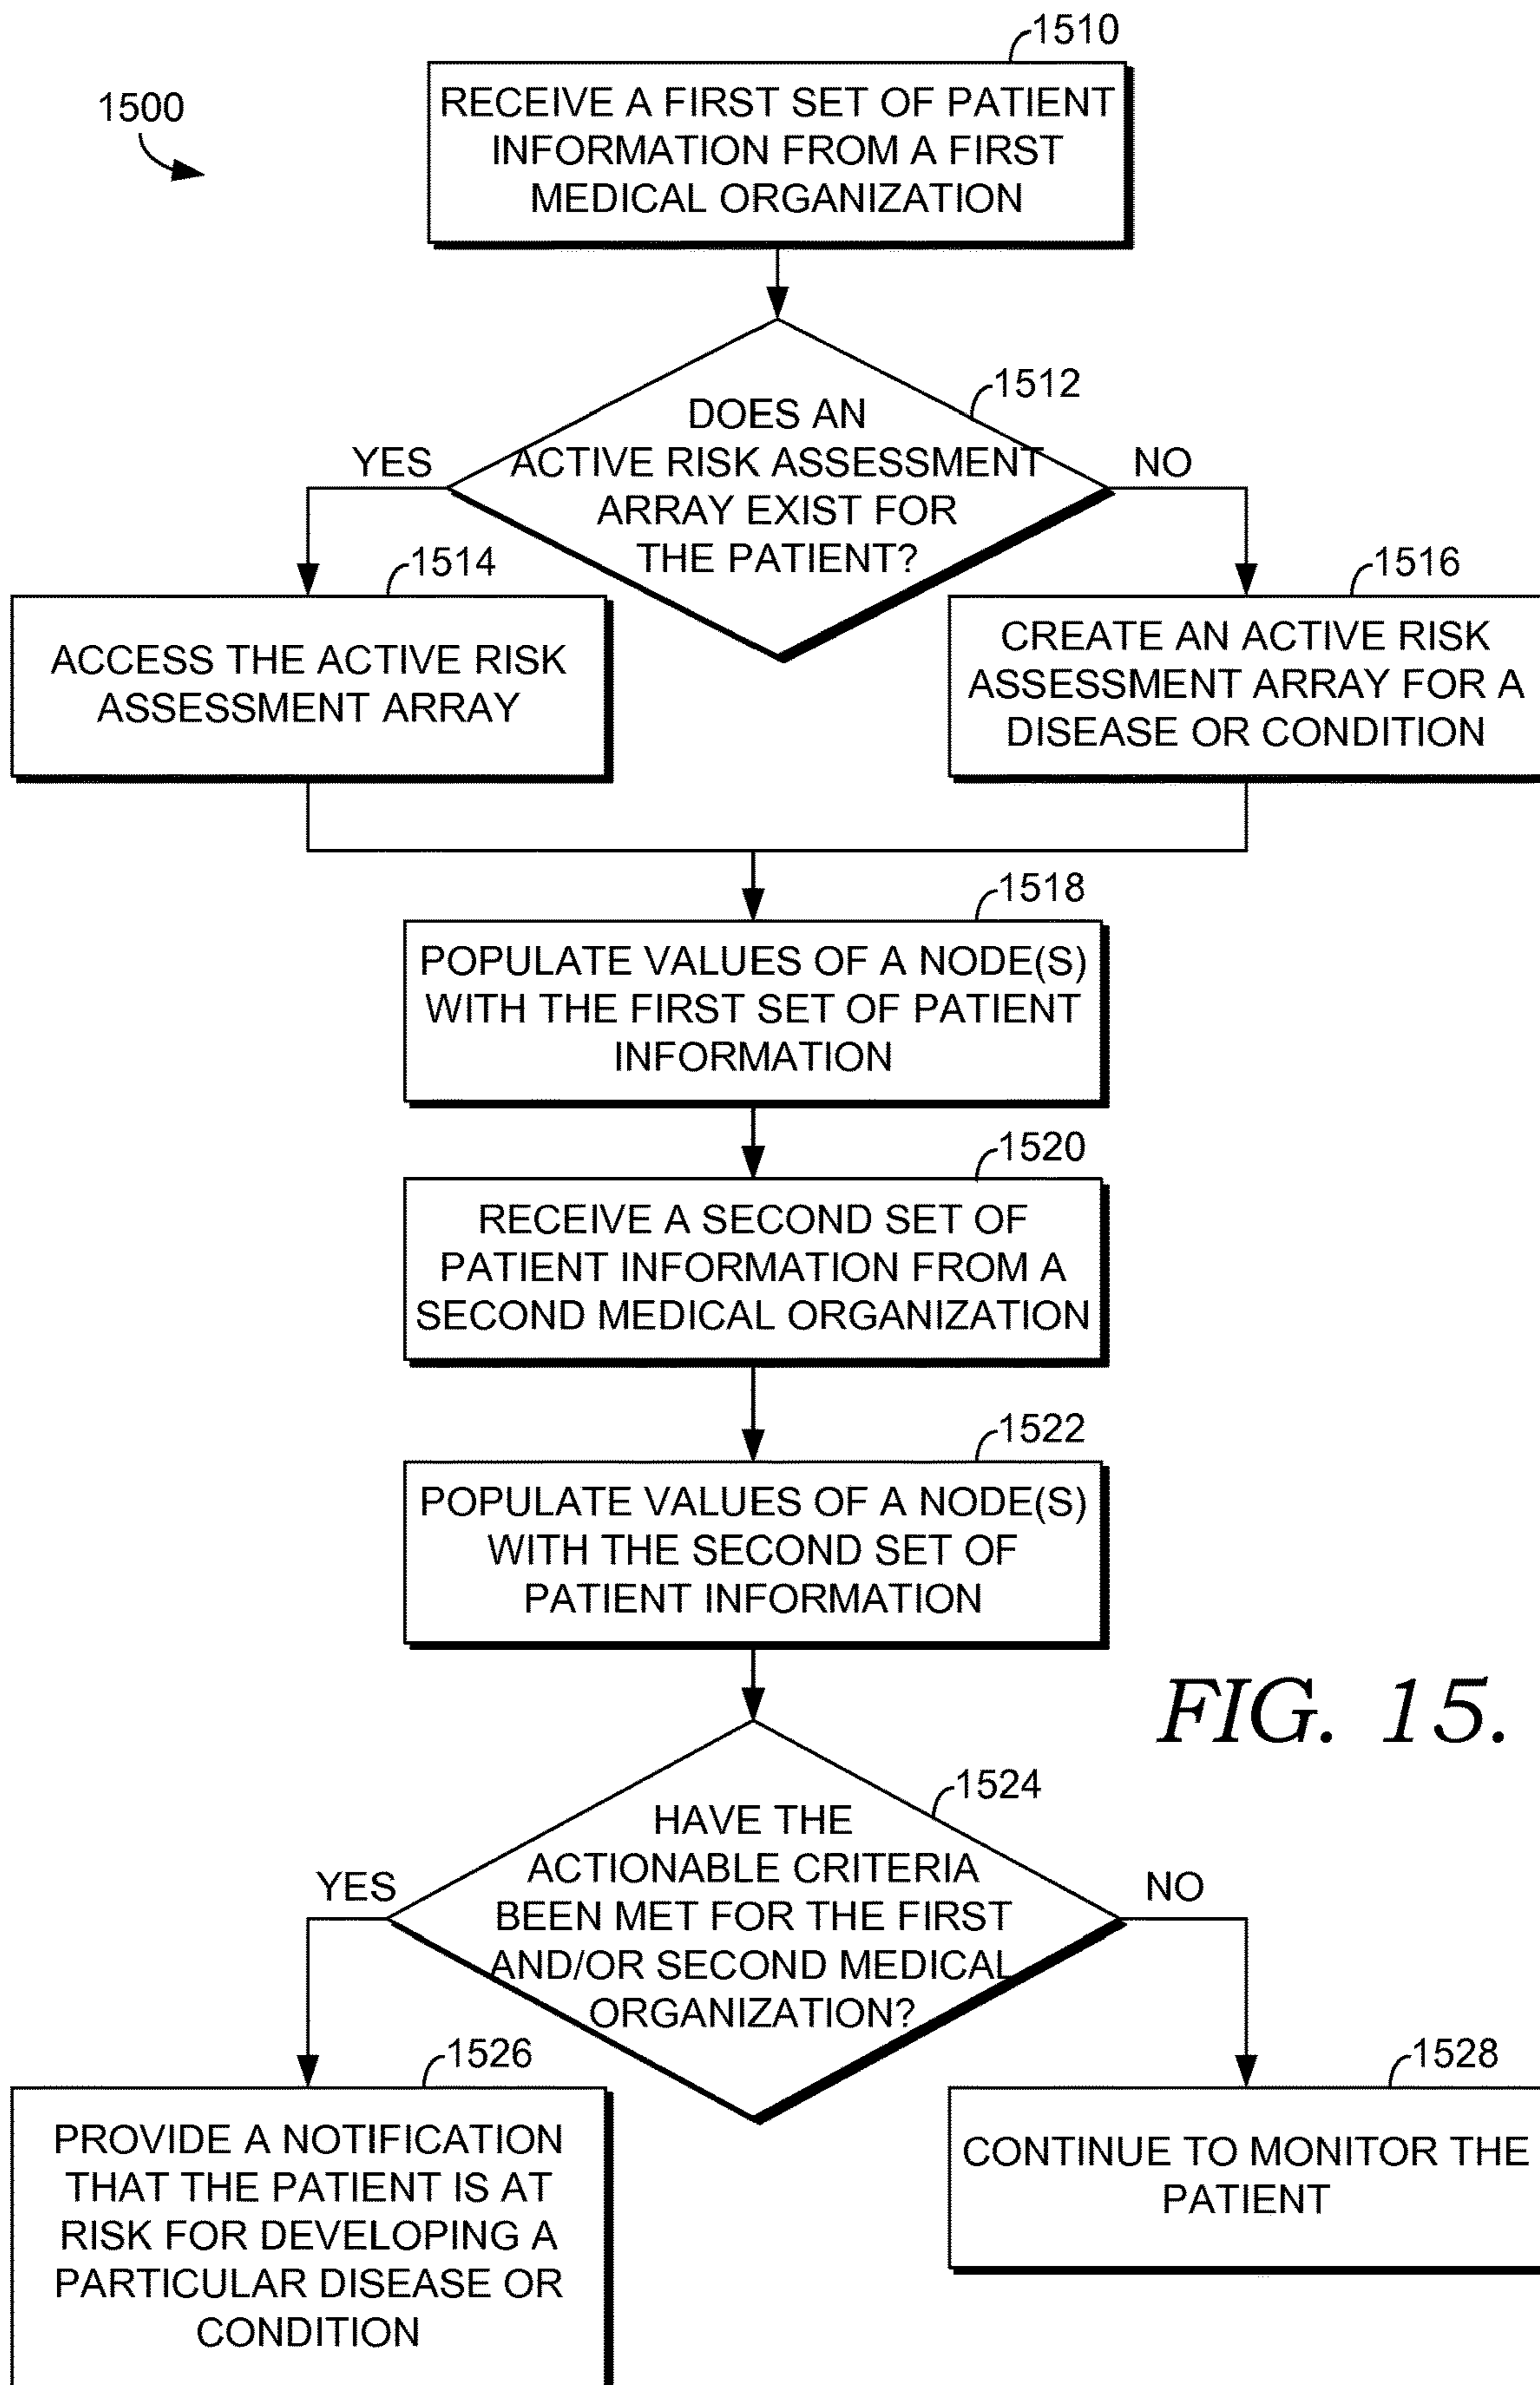 1500
1510
RECEIVE A FIRST SET OF PATIENT
INFORMATION FROM A FIRST
MEDICAL ORGANIZATION
1512
DOES AN
ACTIVE RISK ASSESSMENT
ARRAY EXIST FOR
THE PATIENT?
YES
NO
1514
ACCESS THE ACTIVE RISK
ASSESSMENT ARRAY
1516
CREATE AN ACTIVE RISK
ASSESSMENT ARRAY FOR A
DISEASE OR CONDITION
1518
POPULATE VALUES OF A NODE(S)
WITH THE FIRST SET OF PATIENT
INFORMATION
1520
RECEIVE A SECOND SET OF
PATIENT INFORMATION FROM A
SECOND MEDICAL ORGANIZATION
1522
POPULATE VALUES OF A NODE(S)
WITH THE SECOND SET OF
PATIENT INFORMATION
FIG. 15.
1524
HAVE THE
ACTIONABLE CRITERIA
BEEN MET FOR THE FIRST
AND/OR SECOND MEDICAL
ORGANIZATION?
YES
NO
1526
PROVIDE A NOTIFICATION
THAT THE PATIENT IS AT
RISK FOR DEVELOPING A
PARTICULAR DISEASE OR
CONDITION
1528
CONTINUE TO MONITOR THE
PATIENT